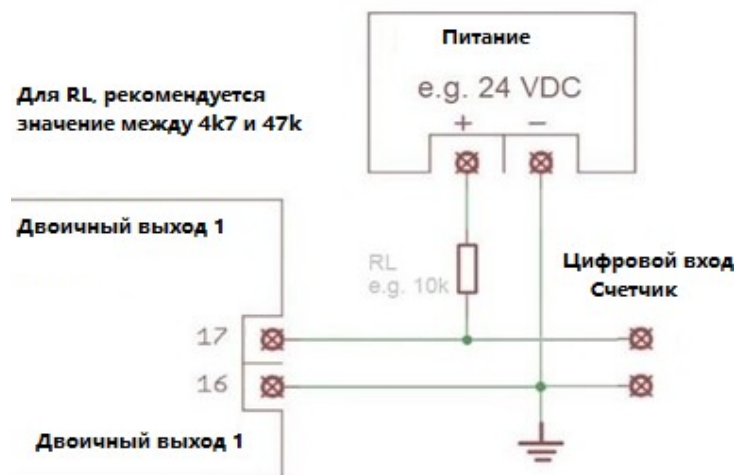 Питание
e.g. 24 VDC
+ −
Для RL, рекомендуется
значение между 4k7 и 47k
Двоичный выход 1
RL
e.g. 10k
Цифровой вход
Счетчик
17
16
Двоичный выход 1